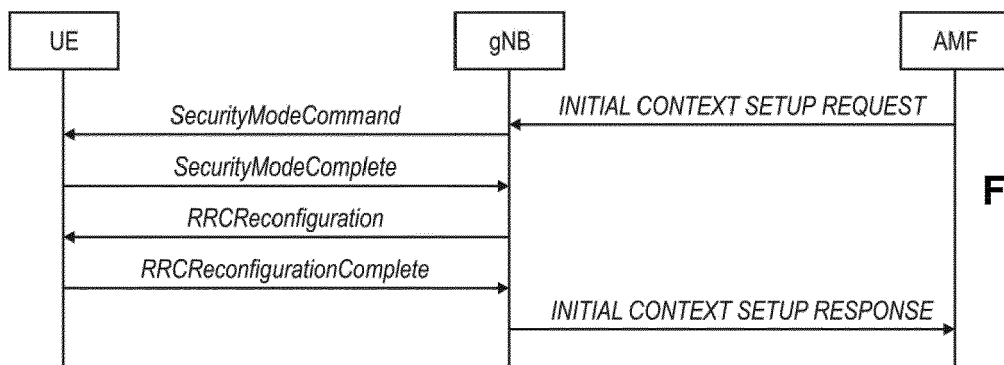 UE gNB AMF
INITIAL CONTEXT SETUP REQUEST
SecurityModeCommand
SecurityModeComplete
RRCReconfiguration
RRCReconfigurationComplete
INITIAL CONTEXT SETUP RESPONSE
F